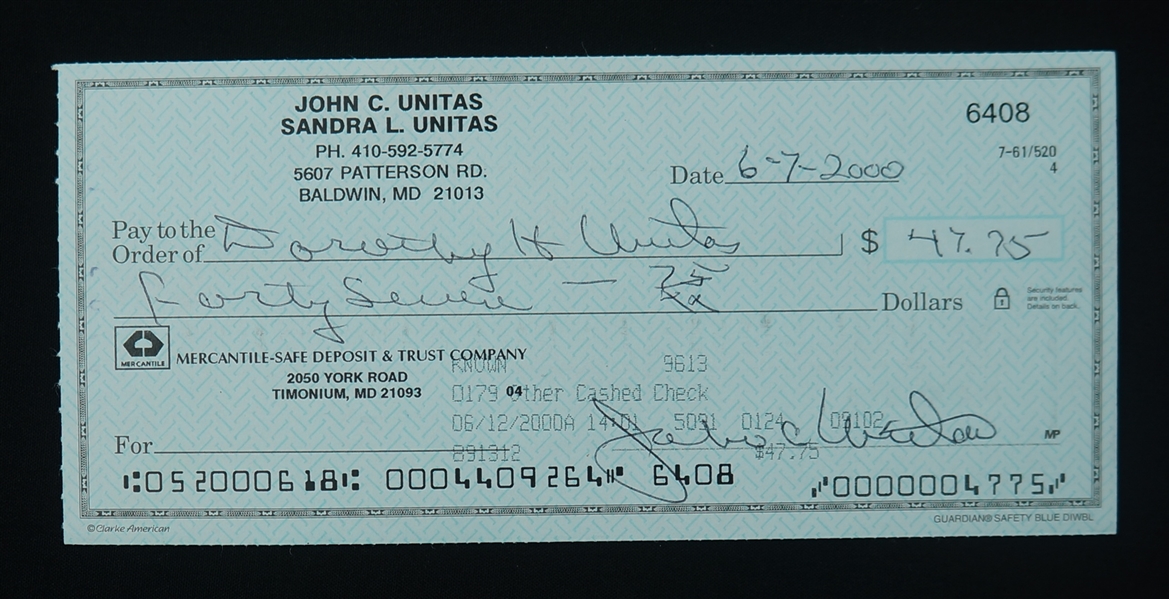 JOHN C. UNITAS
SANDRA L. UNITAS
PH. 410-592-5774
5607 PATTERSON RD.
BALDWIN, MD 21013
6408
7-61/520
4
Date 6-7-2000
Pay to the
Order of Dorothy H Unitas $ 47.75
Forty Seven — 75 Dollars
Security features
are included.
Details on back.
MERCANTILE
MERCANTILE-SAFE DEPOSIT & TRUST COMPANY
2050 YORK ROAD
TIMONIUM, MD 21093
KNOWN 9613
0179 04 Other Cashed Check
06/12/2000A 14:01 5091 0124 09102
891312 $47.75
For
John C Unitas
MP
052000618 0004409264 6408 0000004775
©Clarke American
GUARDIAN® SAFETY BLUE DIWBL